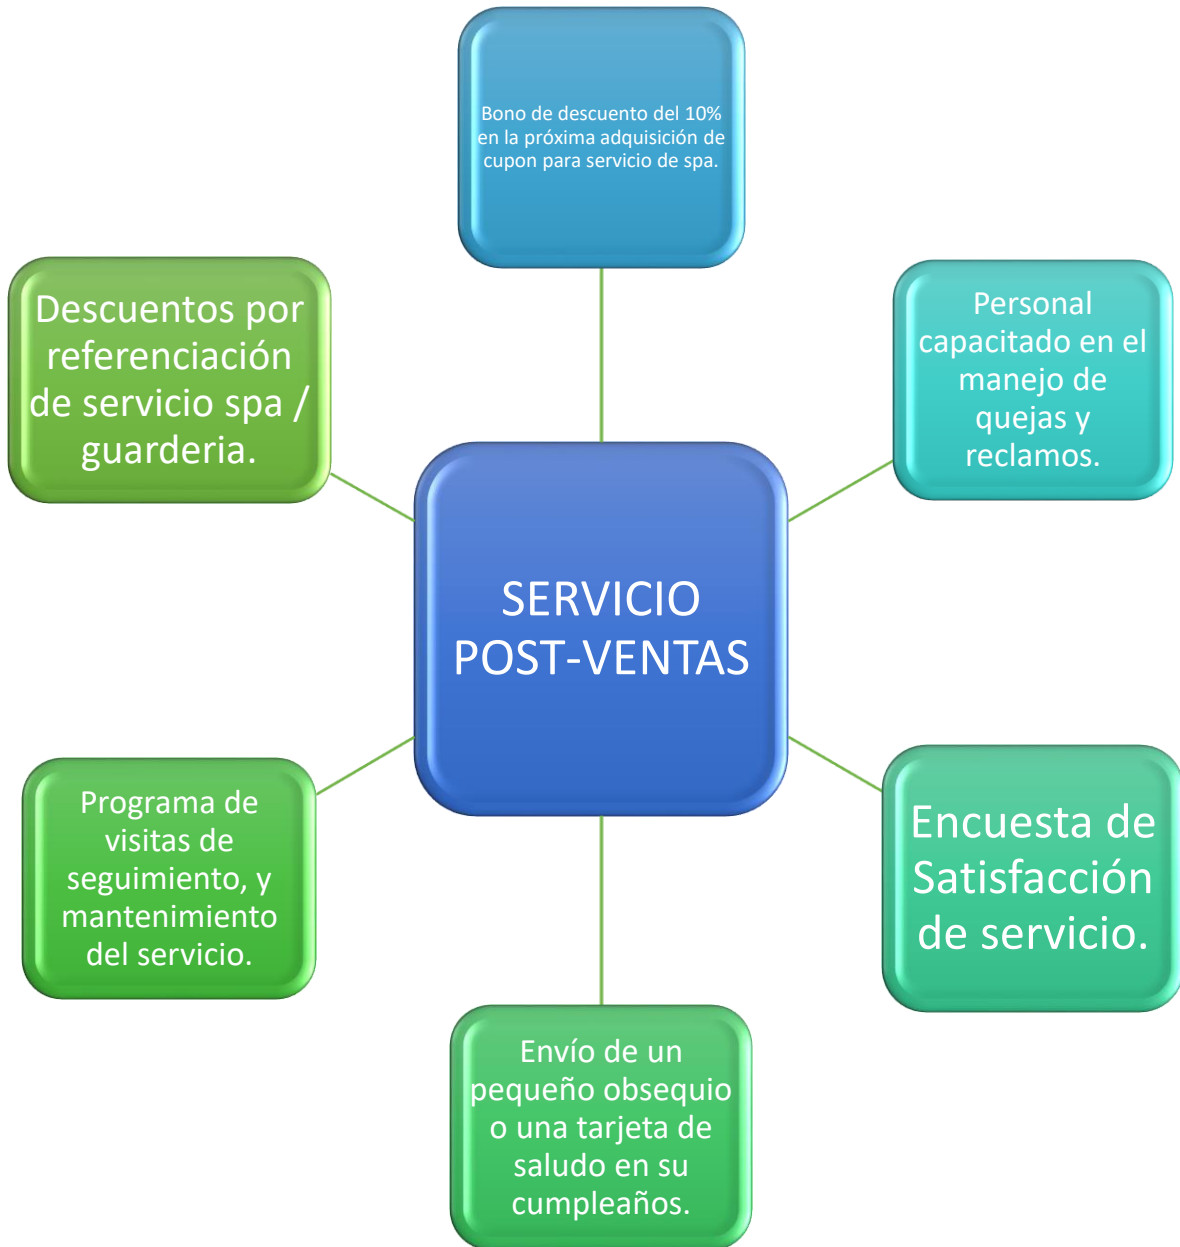 Bono de descuento del 10%
en la próxima adquisición de
cupon para servicio de spa.
Descuentos por
referenciación
de servicio spa /
guarderia.
Personal
capacitado en el
manejo de
quejas y
reclamos.
SERVICIO
POST-VENTAS
Programa de
visitas de
seguimiento, y
mantenimiento
del servicio.
Encuesta de
Satisfacción
de servicio.
Envío de un
pequeño obsequio
o una tarjeta de
saludo en su
cumpleaños.